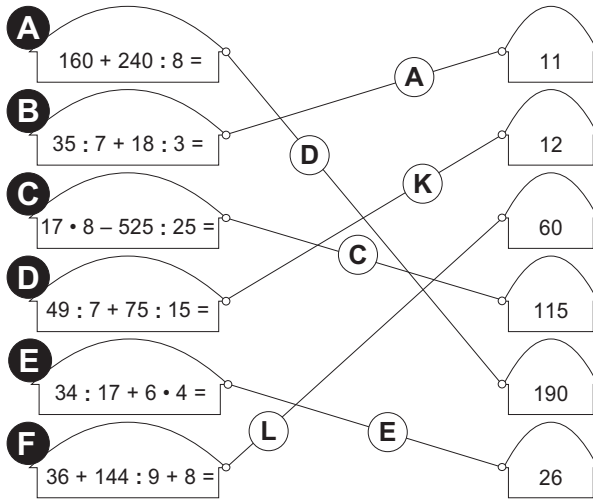 A
160 + 240 : 8 =
11
A
B
35 : 7 + 18 : 3 =
12
D
K
C
17 • 8 – 525 : 25 =
60
C
D
49 : 7 + 75 : 15 =
115
E
34 : 17 + 6 • 4 =
190
L
E
F
36 + 144 : 9 + 8 =
26